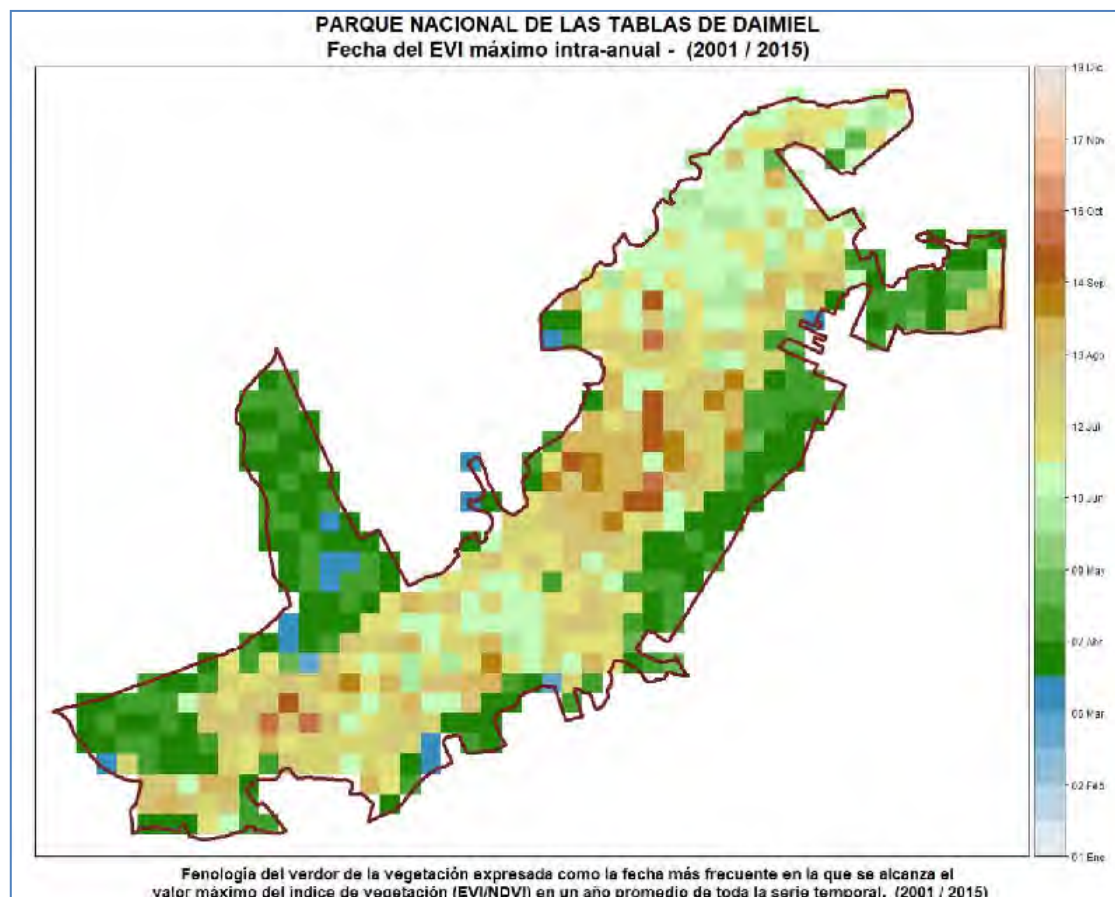 PARQUE NACIONAL DE LAS TABLAS DE DAIMIEL
Fecha del EVI máximo intra-anual - (2001 / 2015)
19 Dic
17 Nov
16 Oct
14 Sep
13 Ago
12 Jul
10 Jun
09 May
07 Abr
06 Mar
02 Feb
01 Ene
Fenología del verdor de la vegetación expresada como la fecha más frecuente en la que se alcanza el
valor máximo del índice de vegetación (EVI/NDVI) en un año promedio de toda la serie temporal. (2001 / 2015)